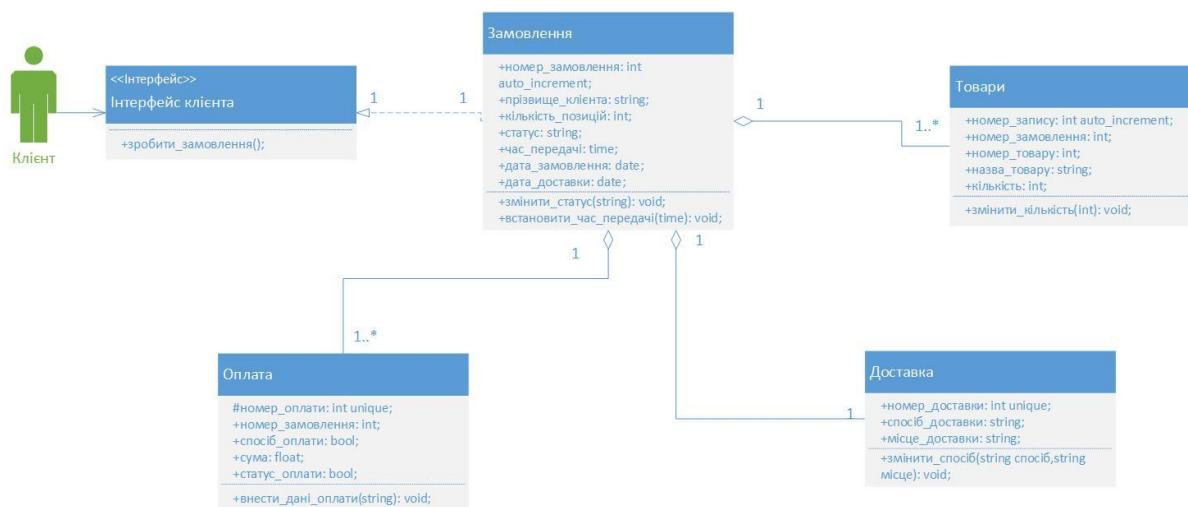 Клієнт
<<Інтерфейс>>
Інтерфейс клієнта
+зробити_замовлення();
1
1
Замовлення
+номер_замовлення: int
auto_increment;
+прізвище_клієнта: string;
+кількість_позицій: int;
+статус: string;
+час_передачі: time;
+дата_замовлення: date;
+дата_доставки: date;
+змінити_статус(string): void;
+встановити_час_передачі(time): void;
1
1..*
Товари
+номер_запису: int auto_increment;
+номер_замовлення: int;
+номер_товару: int;
+назва_товару: string;
+кількість: int;
+змінити_кількість(int): void;
1
1
1..*
Оплата
#номер_оплати: int unique;
+номер_замовлення: int;
+спосіб_оплати: bool;
+сума: float;
+статус_оплати: bool;
+внести_дані_оплати(string): void;
1
Доставка
+номер_доставки: int unique;
+спосіб_доставки: string;
+місце_доставки: string;
+змінити_спосіб(string спосіб,string
місце): void;